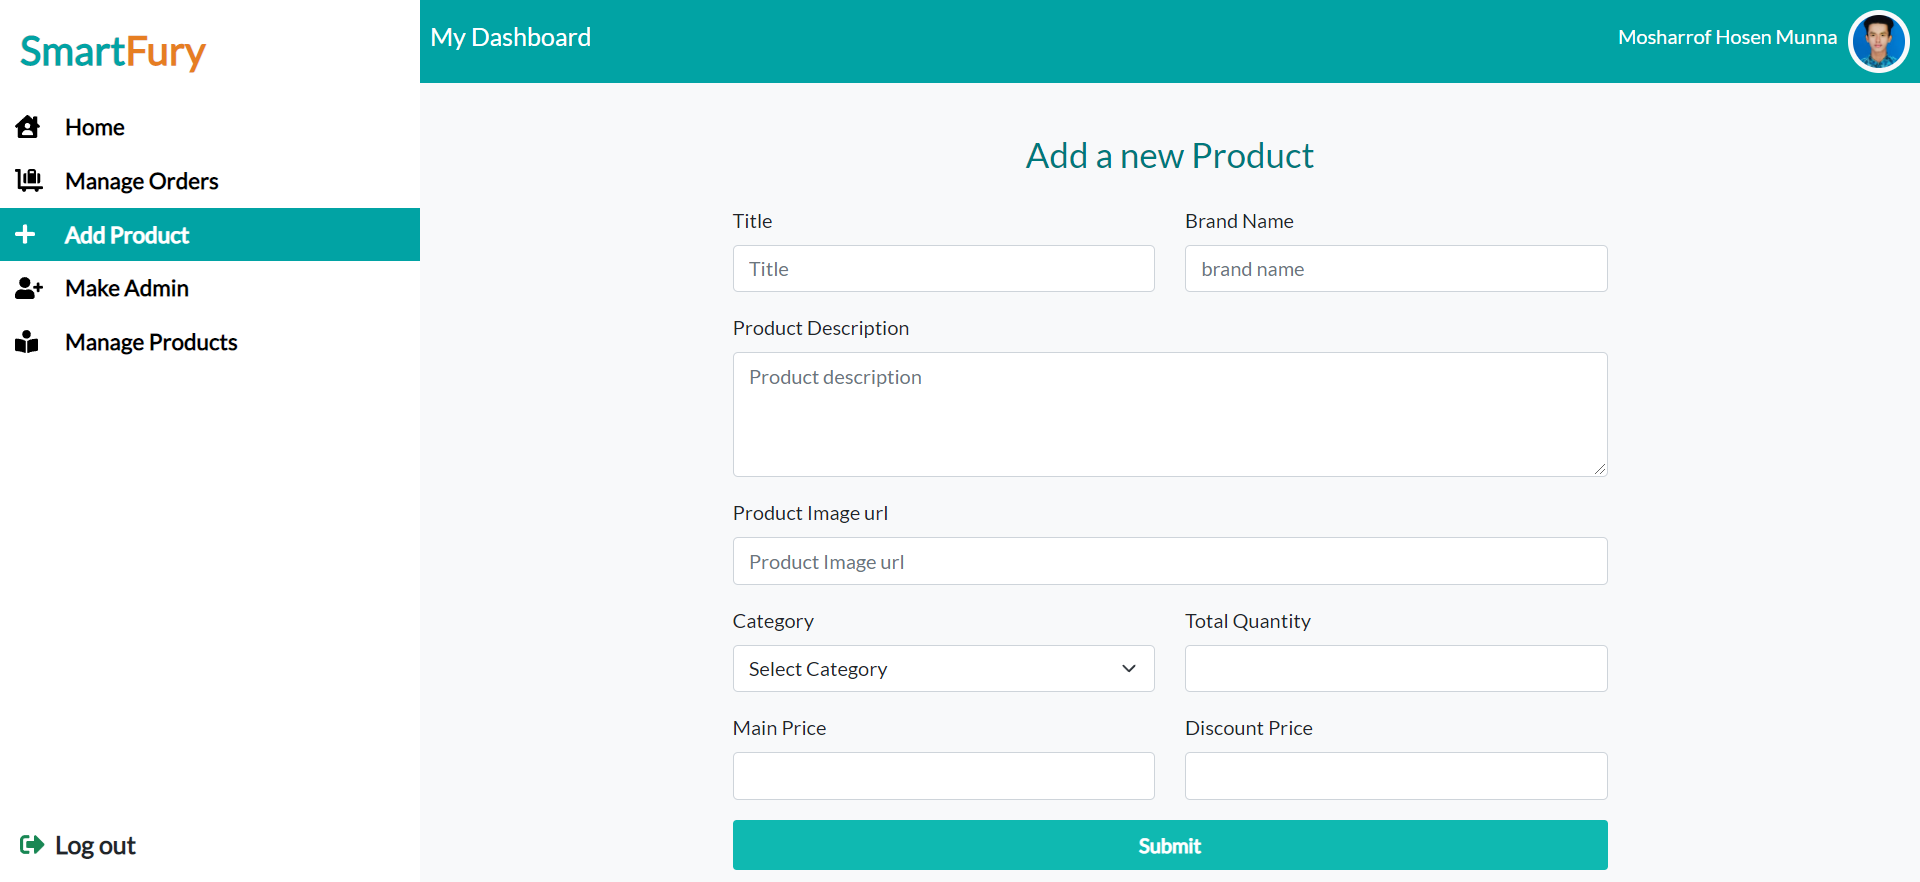 SmartFury
Home
Manage Orders
Add Product
Make Admin
Manage Products
Log out
My Dashboard
Mosharrof Hosen Munna
Add a new Product
Title
Brand Name
Title
brand name
Product Description
Product description
Product Image url
Product Image url
Category
Total Quantity
Select Category
Main Price
Discount Price
Submit